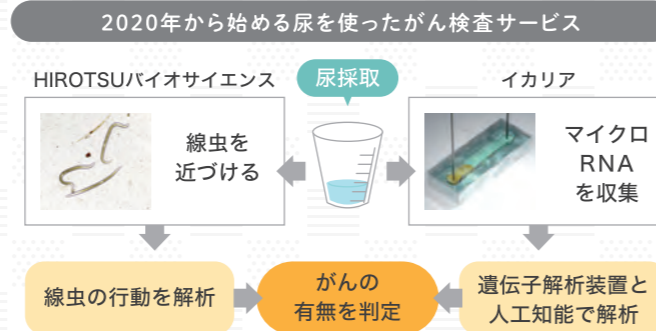 2020年から始める尿を使ったがん検査サービス
HIROTSUバイオサイエンス
尿採取
イカリア
線虫を
近づける
マイクロ
RNA
を収集
線虫の行動を解析
がんの
有無を判定
遺伝子解析装置と
人工知能で解析